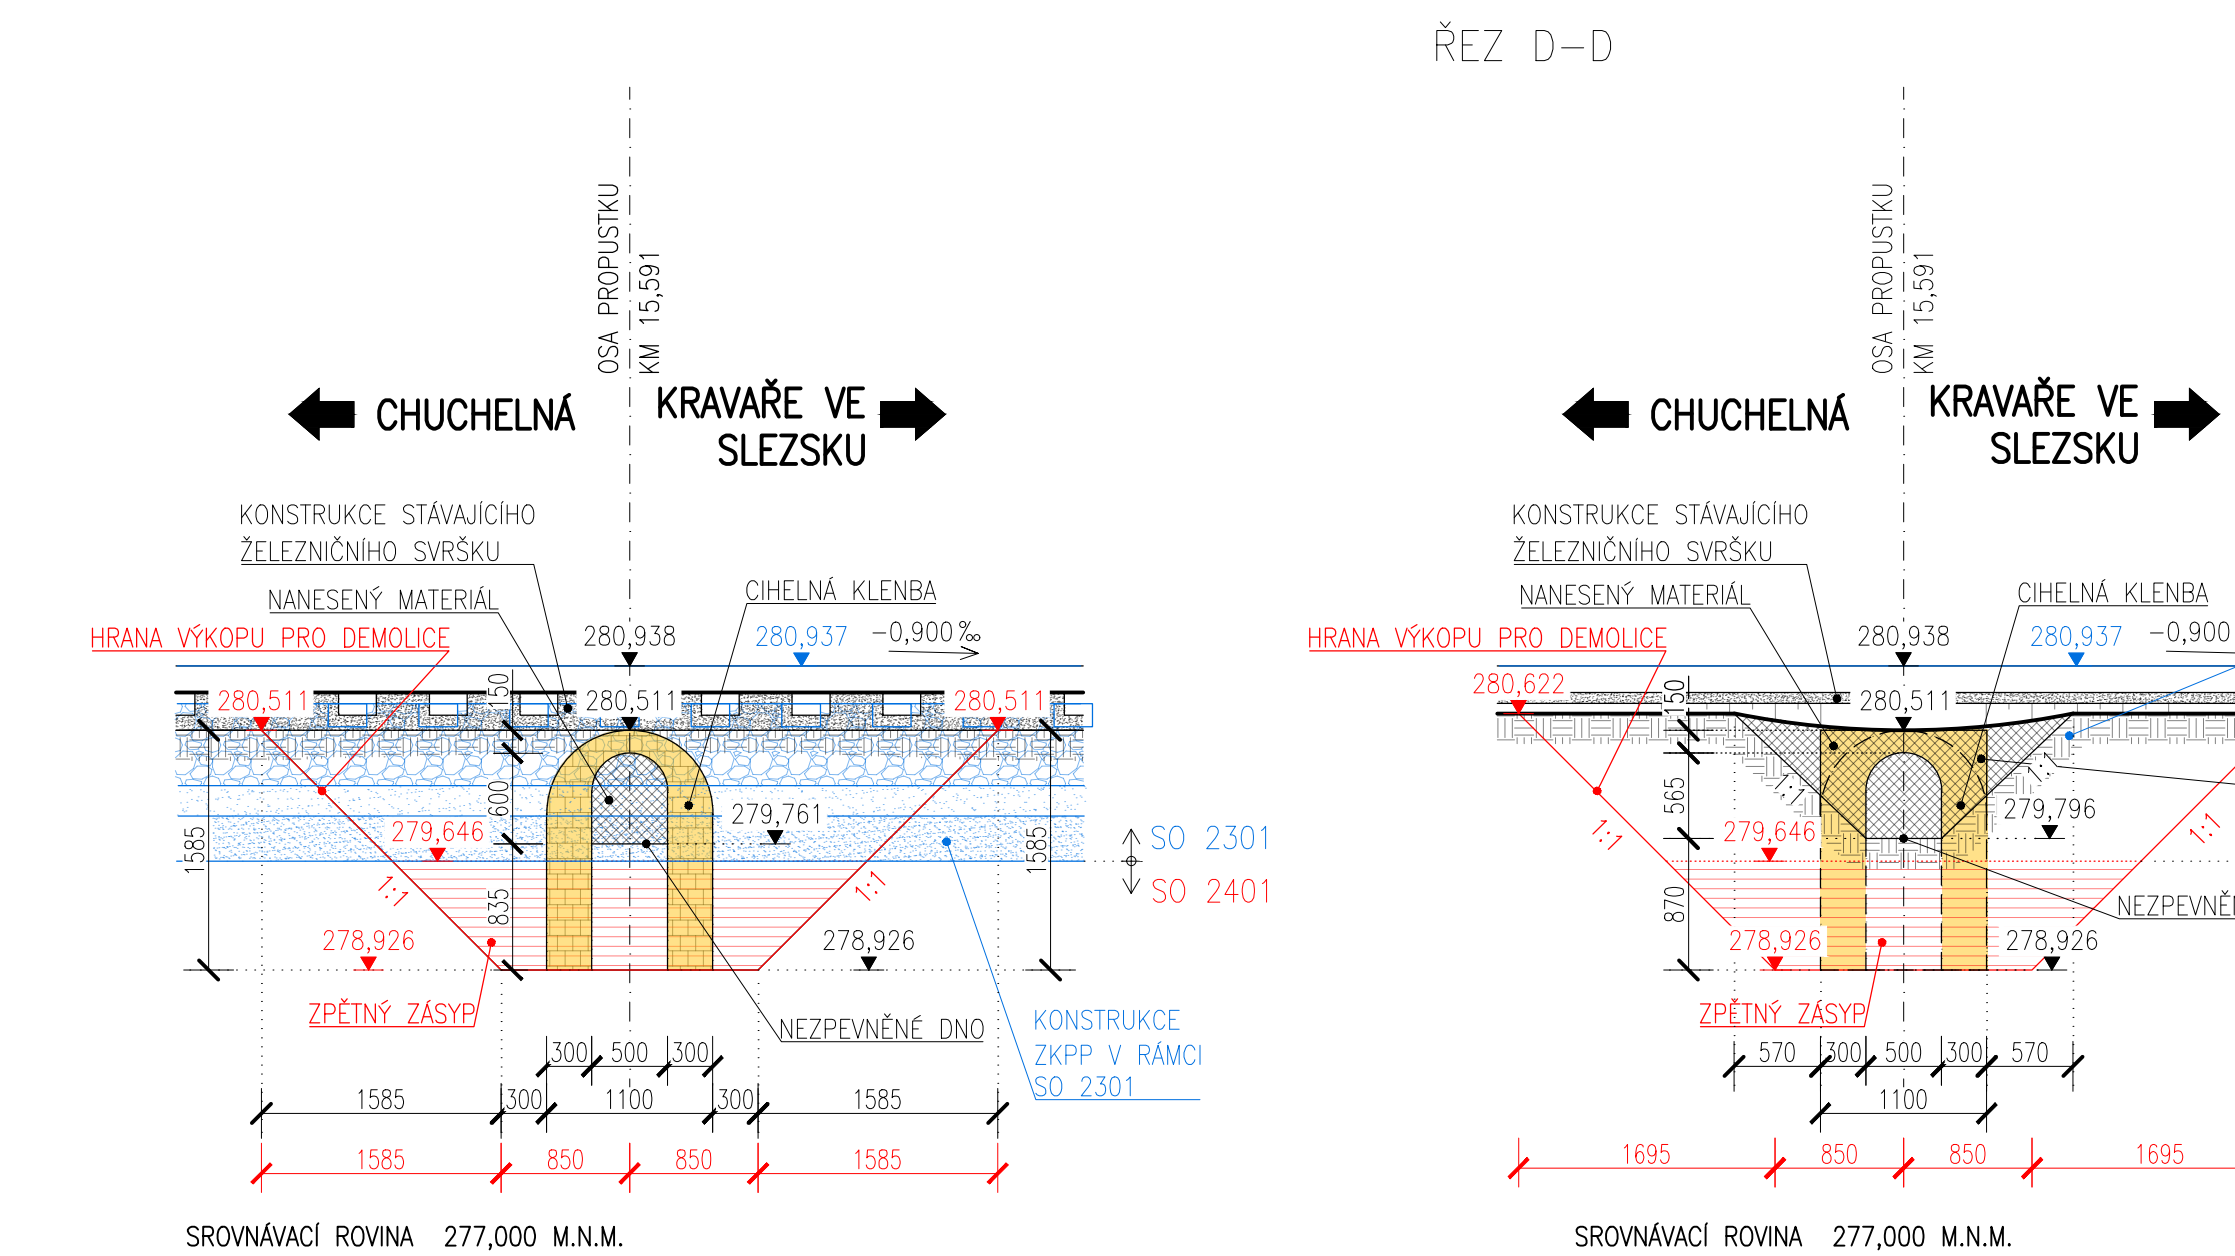 ŘEZ D-D
OSA PROPUSTKU
KM 15,591
CHUCHELNÁ
KRAVAŘE VE
SLEZSKU
KONSTRUKCE STÁVAJÍCÍHO
ŽELEZNIČNÍHO SVRŠKU
NANESENÝ MATERIÁL
CIHELNÁ KLENBA
HRANA VÝKOPU PRO DEMOLICE
280,938
280,937
-0,900‰
280,511
150
280,511
280,511
600
279,761
279,646
1585
1585
SO 2301
SO 2401
1:1
1:1
835
278,926
278,926
ZPĚTNÝ ZÁSYP
NEZPEVNĚNÉ DNO
KONSTRUKCE
ZKPP V RÁMCI
SO 2301
300 500 300
1585 300 1100 300 1585
1585 850 850 1585
SROVNÁVACÍ ROVINA 277,000 M.N.M.
OSA PROPUSTKU
KM 15,591
CHUCHELNÁ
KRAVAŘE VE
SLEZSKU
KONSTRUKCE STÁVAJÍCÍHO
ŽELEZNIČNÍHO SVRŠKU
NANESENÝ MATERIÁL
CIHELNÁ KLENBA
HRANA VÝKOPU PRO DEMOLICE
280,938
280,937
-0,900
280,622
150
280,511
1:1
1:1
565
279,796
279,646
1:1
1:1
870
NEZPEVNĚN
278,926
278,926
ZPĚTNÝ ZÁSYP
570 300 500 300 570
1100
1695 850 850 1695
SROVNÁVACÍ ROVINA 277,000 M.N.M.